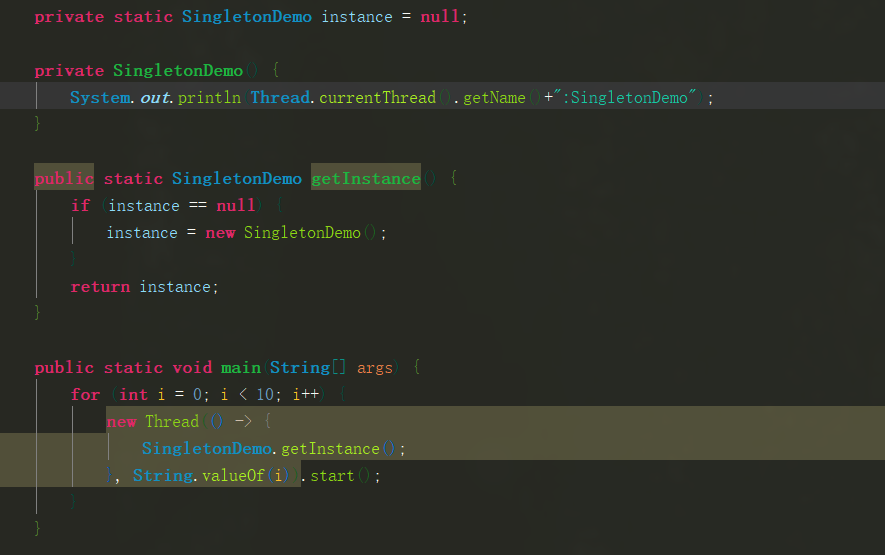 private static SingletonDemo instance = null;
private SingletonDemo() {
System.out.println(Thread.currentThread().getName()+":SingletonDemo");
}
public static SingletonDemo getInstance() {
if (instance == null) {
instance = new SingletonDemo();
}
return instance;
}
public static void main(String[] args) {
for (int i = 0; i < 10; i++) {
new Thread(() -> {
SingletonDemo.getInstance();
}, String.valueOf(i)).start();
}
}